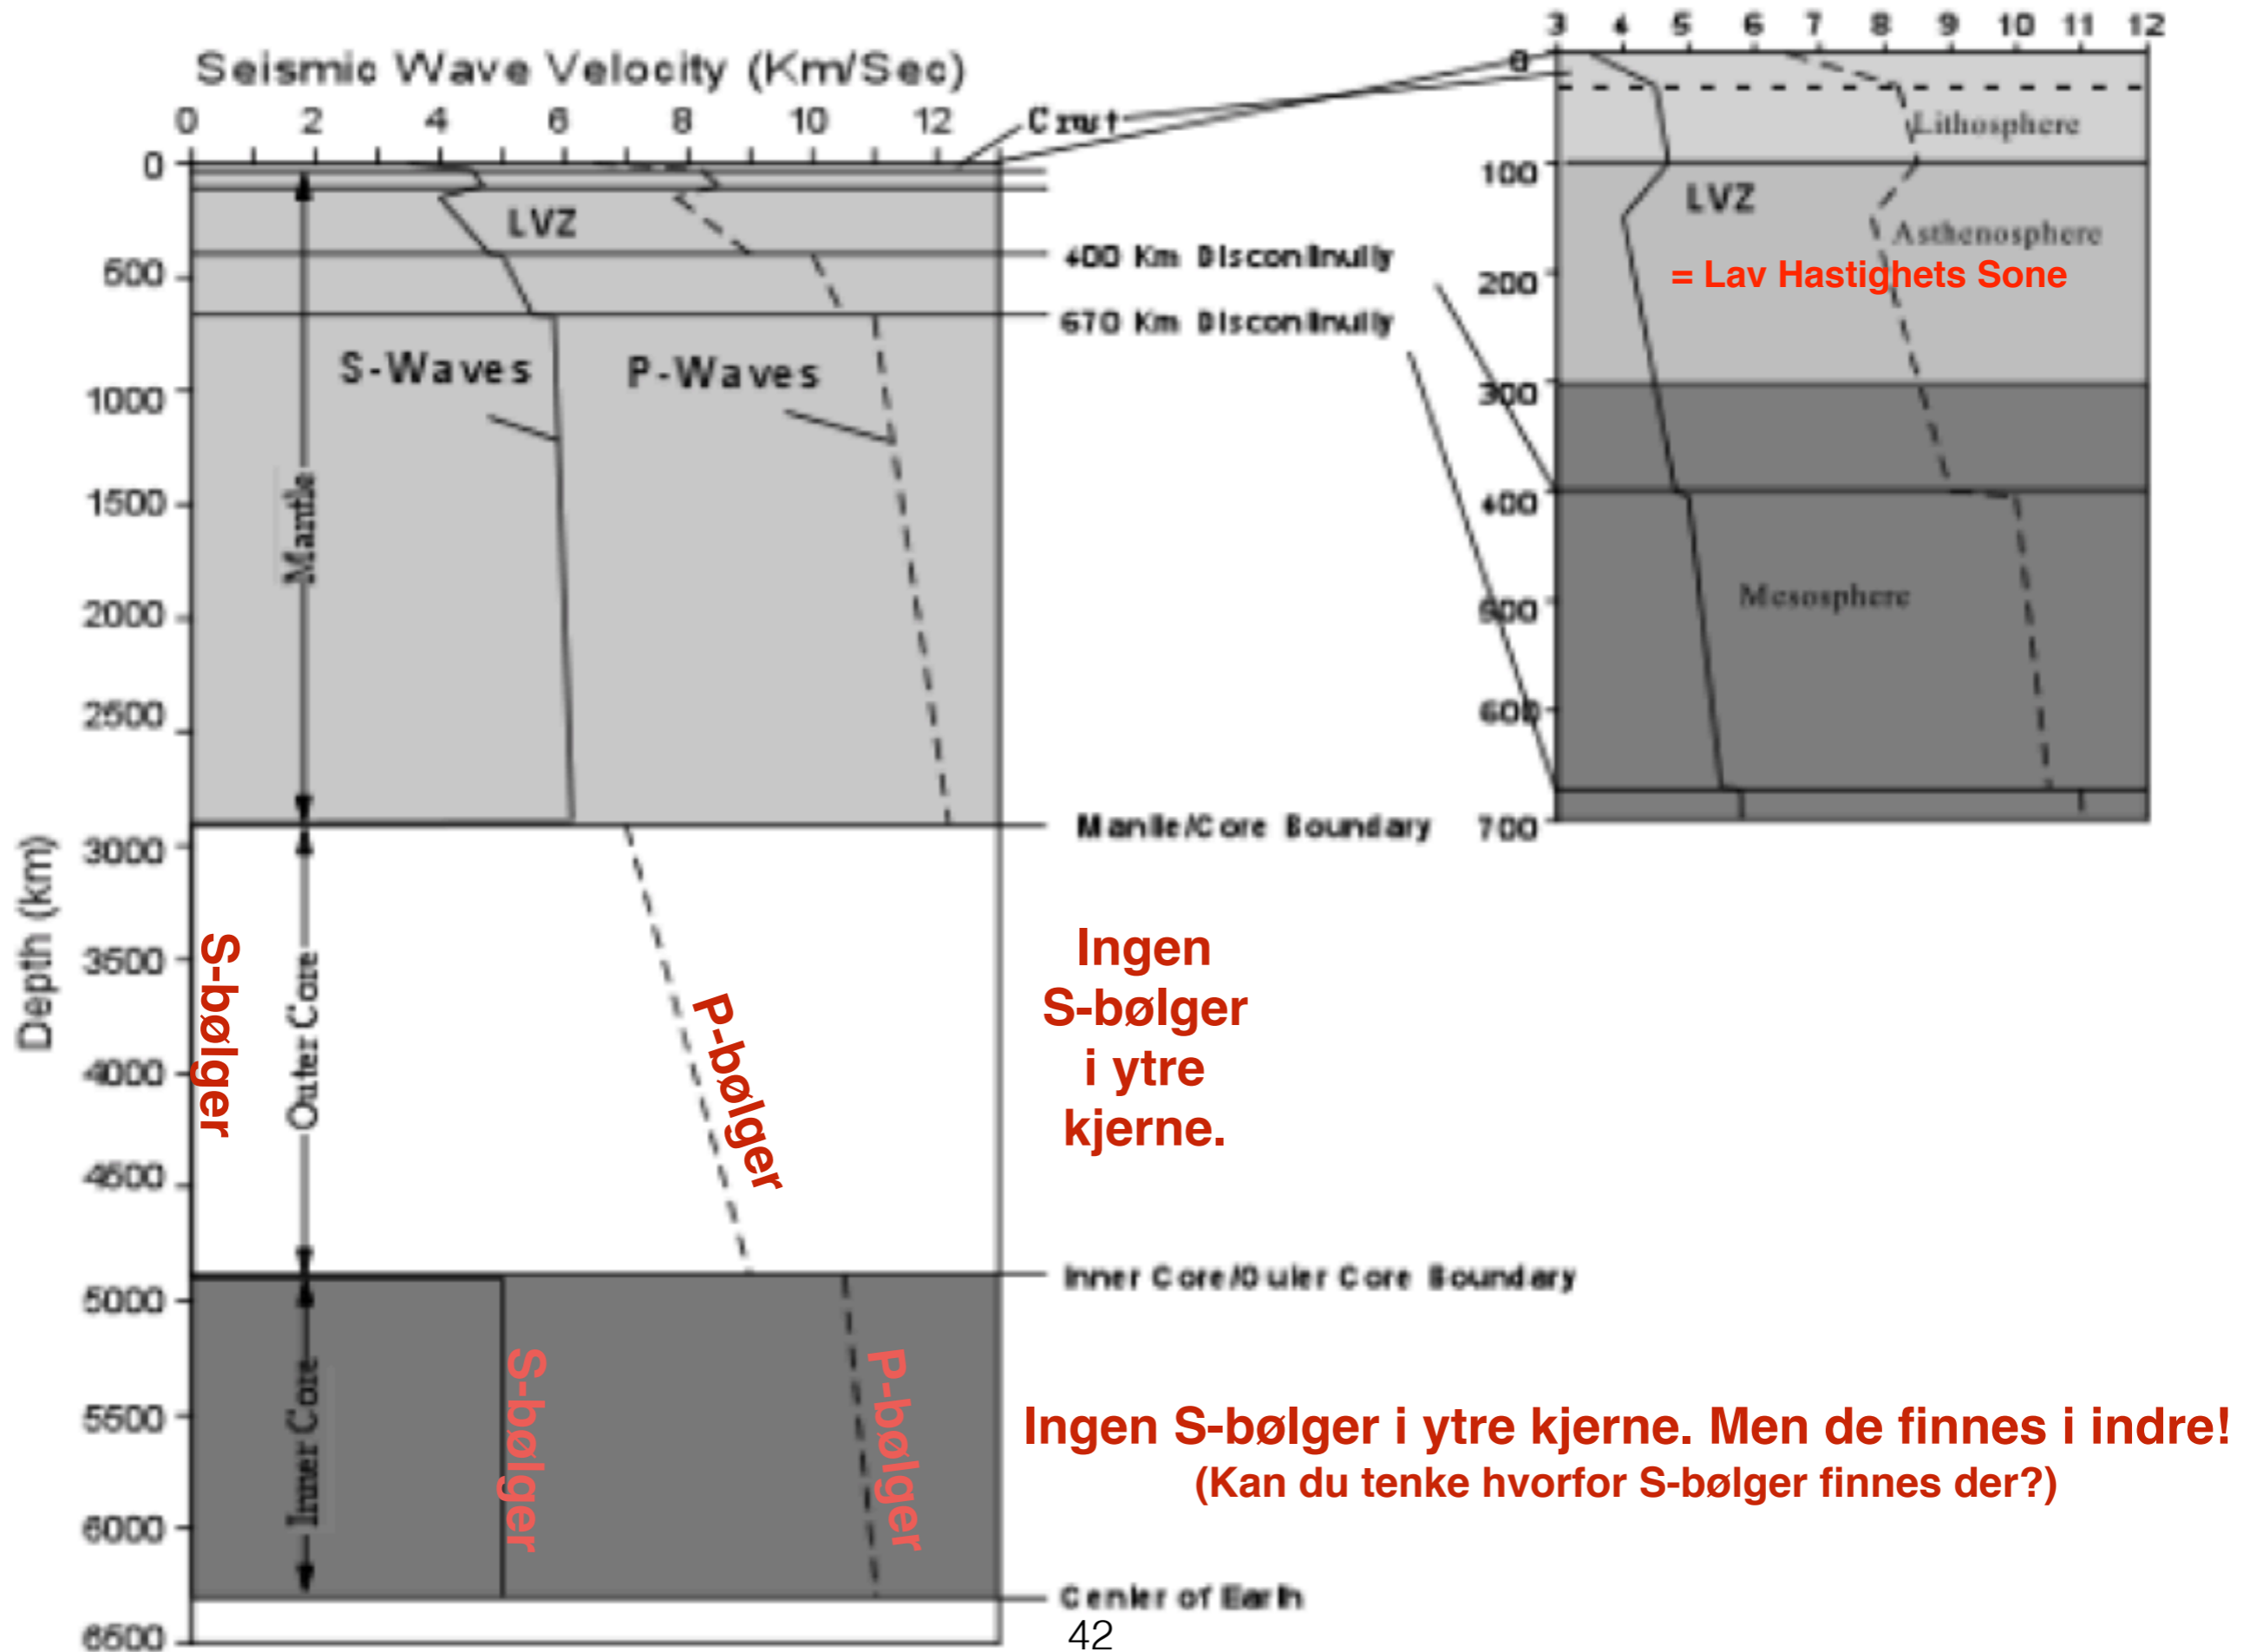 Seismic Wave Velocity (Km/Sec)
0 2 4 6 8 10 12
Crust
0
500
1000
1500
2000
2500
3000
3500
4000
4500
5000
5500
6000
6500
Depth (km)
LVZ
S-Waves
P-Waves
Mantle
Outer Core
Inner Core
400 Km Discontinuity
670 Km Discontinuity
Mantle/Core Boundary
Inner Core/Outer Core Boundary
Center of Earth
S-bølger
P-bølger
S-bølger
P-bølger
3 4 5 6 7 8 9 10 11 12
0
100
200
300
400
500
600
700
Lithosphere
LVZ
Asthenosphere
= Lav Hastighets Sone
Mesosphere
Ingen
S-bølger
i ytre
kjerne.
Ingen S-bølger i ytre kjerne. Men de finnes i indre!
(Kan du tenke hvorfor S-bølger finnes der?)
42